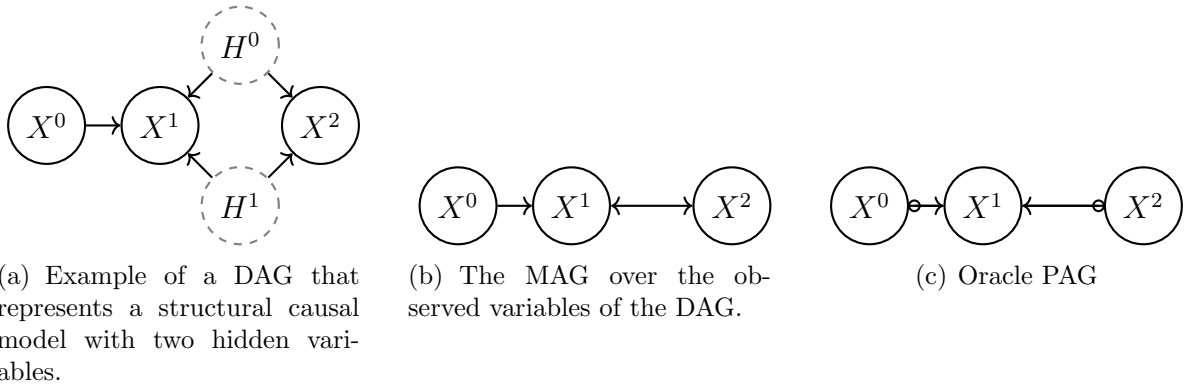 H⁰
X⁰ X¹ X²
H¹
X⁰ X¹ X²
X⁰ X¹ X²
(a) Example of a DAG that
represents a structural causal
model with two hidden vari-
ables.
(b) The MAG over the ob-
served variables of the DAG.
(c) Oracle PAG